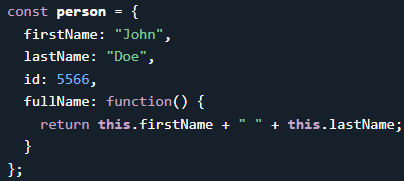 const person = {
  firstName: "John",
  lastName: "Doe",
  id: 5566,
  fullName: function() {
    return this.firstName + " " + this.lastName;
  }
};